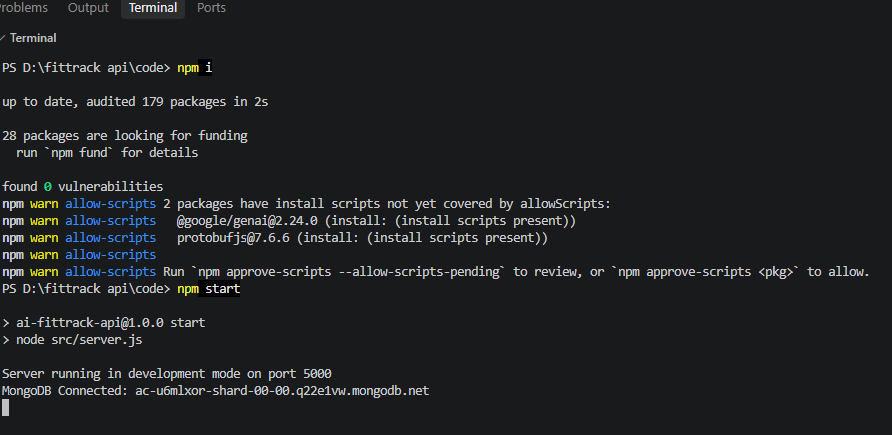 Problems Output Terminal Ports
Terminal
PS D:\fittrack api\code> npm i
up to date, audited 179 packages in 2s
28 packages are looking for funding
  run `npm fund` for details
found 0 vulnerabilities
npm warn allow-scripts 2 packages have install scripts not yet covered by allowScripts:
npm warn allow-scripts   @google/genai@2.24.0 (install: (install scripts present))
npm warn allow-scripts   protobufjs@7.6.6 (install: (install scripts present))
npm warn allow-scripts
npm warn allow-scripts Run `npm approve-scripts --allow-scripts-pending` to review, or `npm approve-scripts <pkg>` to allow.
PS D:\fittrack api\code> npm start
> ai-fittrack-api@1.0.0 start
> node src/server.js
Server running in development mode on port 5000
MongoDB Connected: ac-u6mlxor-shard-00-00.q22e1vw.mongodb.net